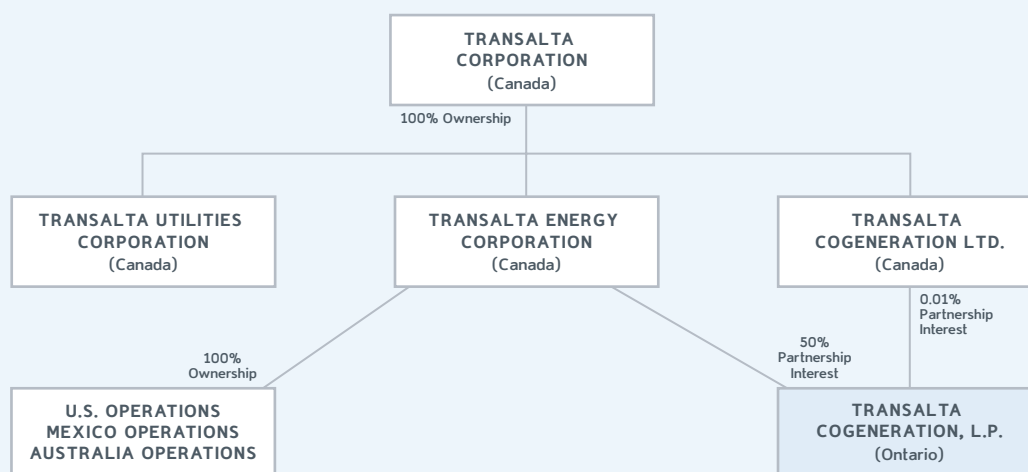 TRANSALTA
CORPORATION
(Canada)
100% Ownership
TRANSALTA UTILITIES
CORPORATION
(Canada)
TRANSALTA ENERGY
CORPORATION
(Canada)
TRANSALTA
COGENERATION LTD.
(Canada)
0.01%
Partnership
Interest
100%
Ownership
50%
Partnership
Interest
U.S. OPERATIONS
MEXICO OPERATIONS
AUSTRALIA OPERATIONS
TRANSALTA
COGENERATION, L.P.
(Ontario)